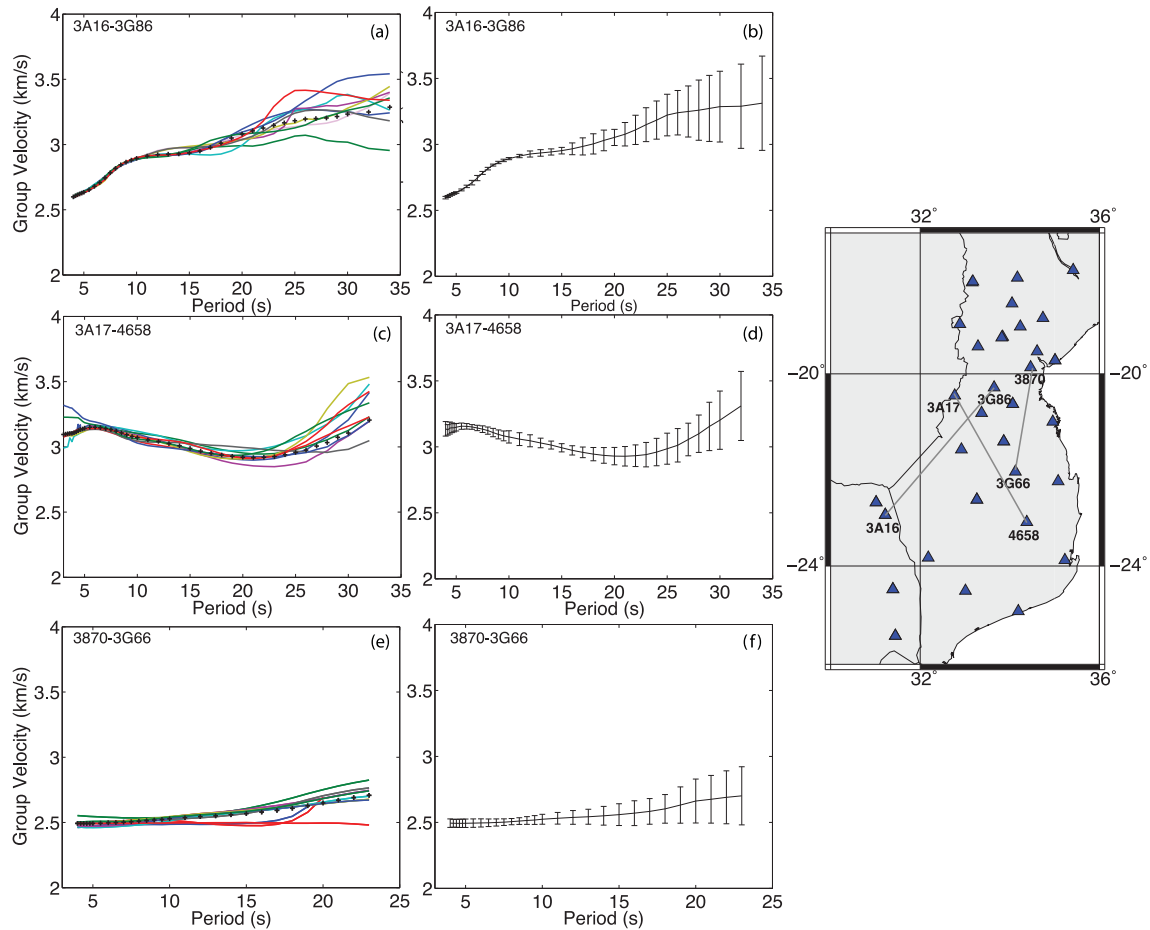 3A16-3G86
(a)
4
3.5
3
2.5
2
5 10 15 20 25 30 35
Period (s)
Group Velocity (km/s)
3A16-3G86
(b)
4
3.5
3
2.5
2
5 10 15 20 25 30 35
Period (s)
3A17-4658
(c)
4
3.5
3
2.5
2
5 10 15 20 25 30 35
Period (s)
Group Velocity (km/s)
3A17-4658
(d)
4
3.5
3
2.5
2
5 10 15 20 25 30 35
Period (s)
3870-3G66
(e)
4
3.5
3
2.5
2
5 10 15 20 25
Period (s)
Group Velocity (km/s)
3870-3G66
(f)
4
3.5
3
2.5
2
5 10 15 20 25
Period (s)
32° 36°
−20° −20°
3870
3G86
3A17
3G66
3A16
4658
−24° −24°
32° 36°